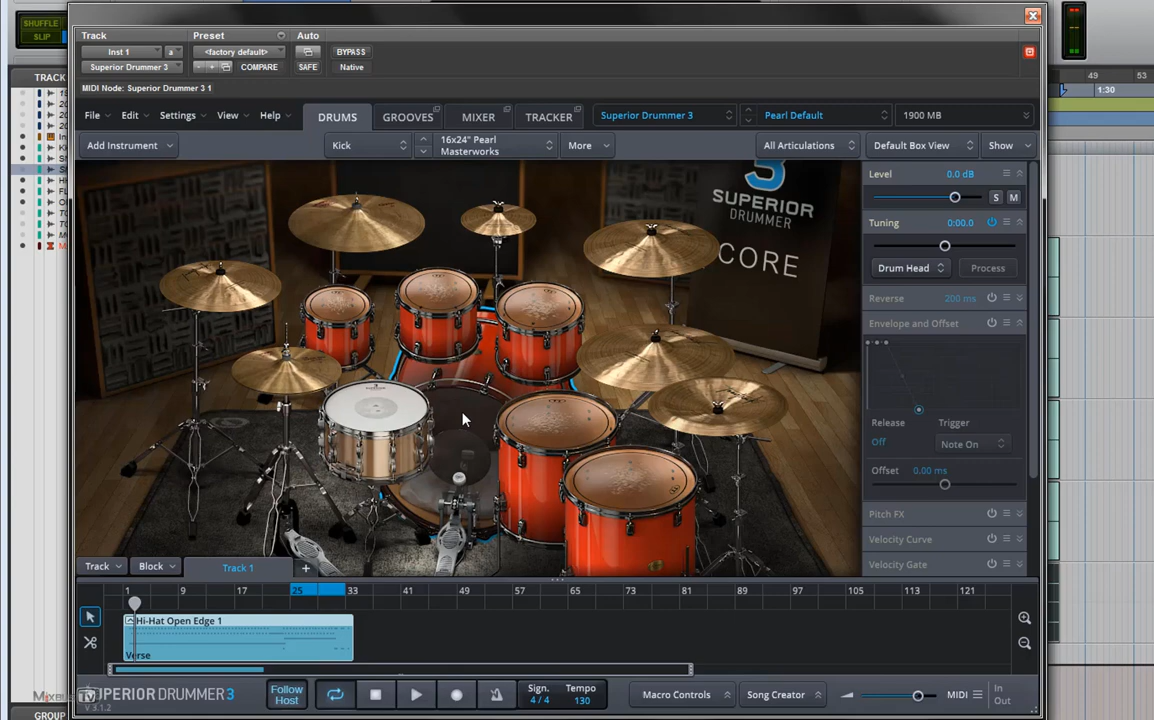 SHUFFLE
SLIP
Track
Preset
Auto
Inst 1
a
<factory default>
BYPASS
Superior Drummer 3
- +
COMPARE
SAFE
Native
MIDI Node: Superior Drummer 3 1
TRACK
49
53
1:30
File
Edit
Settings
View
Help
DRUMS
GROOVES
MIXER
TRACKER
Superior Drummer 3
Pearl Default
1900 MB
Add Instrument
Kick
16x24" Pearl
Masterworks
More
All Articulations
Default Box View
Show
3
SUPERIOR
DRUMMER
CORE
Level
0.0 dB
S
M
Tuning
0:00.0
Drum Head
Process
Reverse
200 ms
Envelope and Offset
Release
Trigger
Off
Note On
Offset
0.00 ms
Pitch FX
Velocity Curve
Velocity Gate
Track
Block
Track 1
+
1
9
17
25
33
41
49
57
65
73
81
89
97
105
113
121
Hi-Hat Open Edge 1
Verse
SUPERIOR DRUMMER 3
V 3.1.2
Follow
Host
Sign.
4 / 4
Tempo
130
Macro Controls
Song Creator
MIDI
In
Out
GROUP